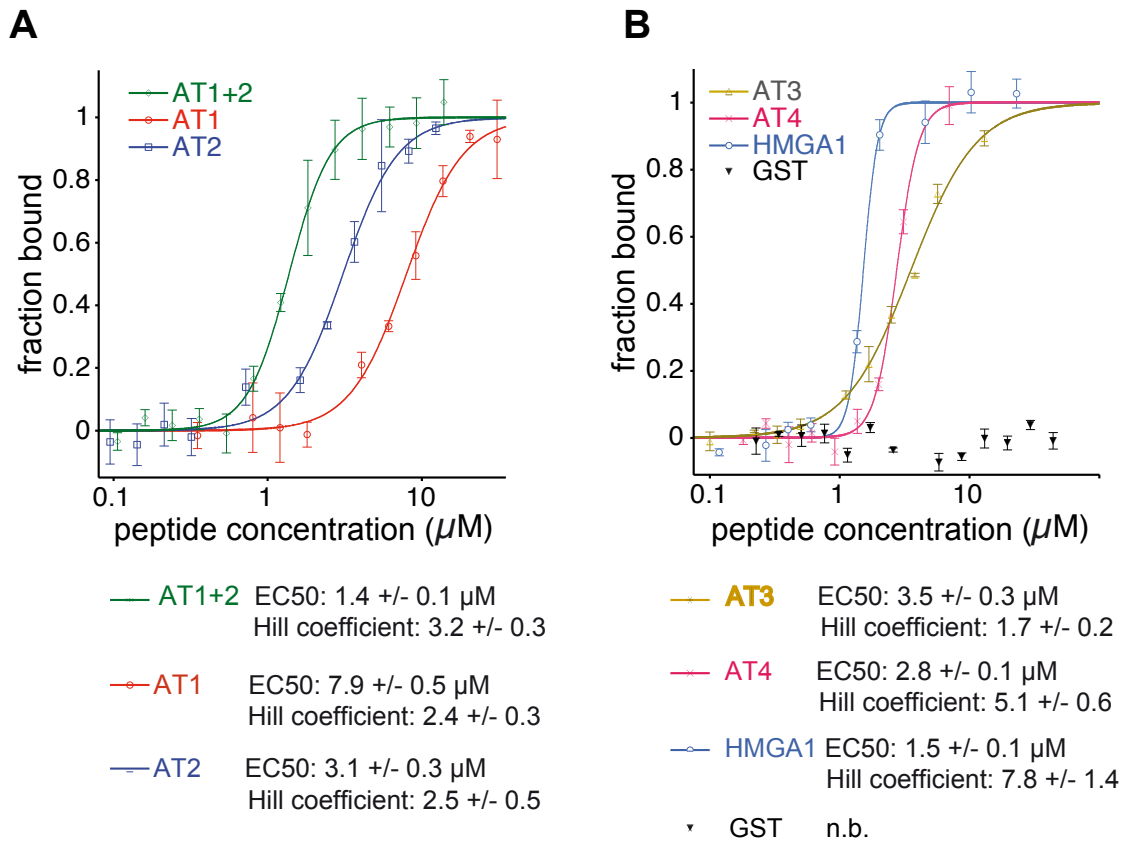 A
AT1+2
AT1
AT2
fraction bound
1
0.8
0.6
0.4
0.2
0
0.1
1
10
peptide concentration (µM)
AT1+2 EC50: 1.4 +/- 0.1 µM
Hill coefficient: 3.2 +/- 0.3
AT1 EC50: 7.9 +/- 0.5 µM
Hill coefficient: 2.4 +/- 0.3
AT2 EC50: 3.1 +/- 0.3 µM
Hill coefficient: 2.5 +/- 0.5
B
AT3
AT4
HMGA1
GST
fraction bound
1
0.8
0.6
0.4
0.2
0
0.1
1
10
peptide concentration (µM)
AT3 EC50: 3.5 +/- 0.3 µM
Hill coefficient: 1.7 +/- 0.2
AT4 EC50: 2.8 +/- 0.1 µM
Hill coefficient: 5.1 +/- 0.6
HMGA1 EC50: 1.5 +/- 0.1 µM
Hill coefficient: 7.8 +/- 1.4
GST n.b.